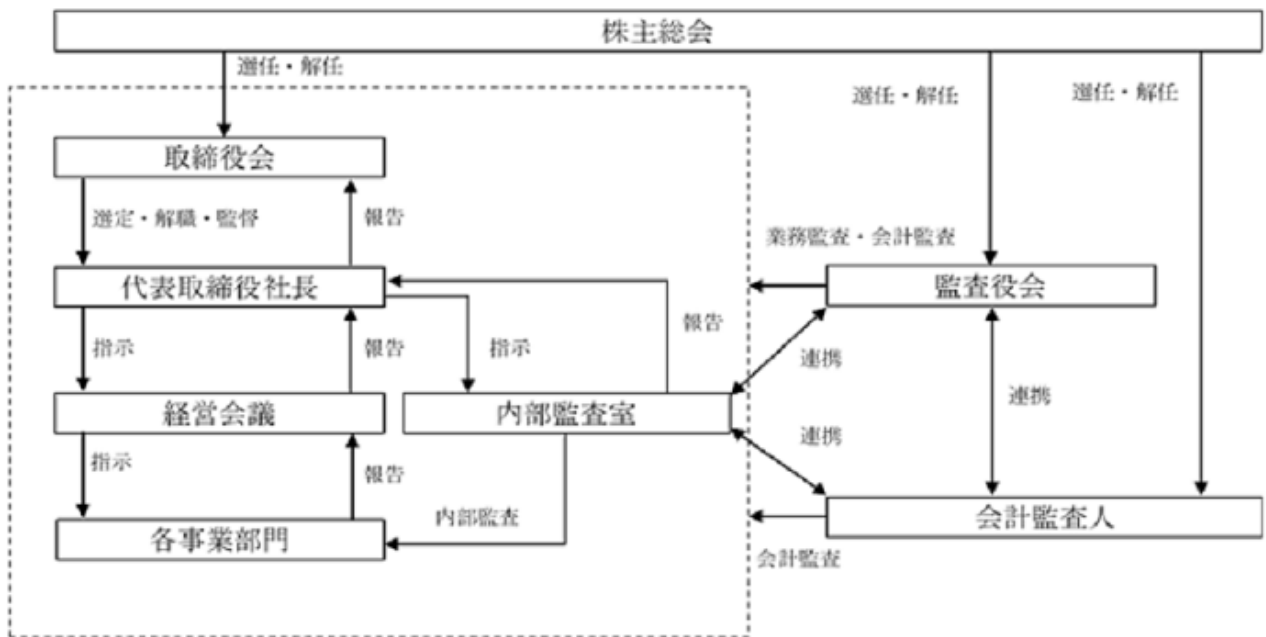 株主総会
選任・解任
選任・解任
選任・解任
取締役会
選定・解職・監督
報告
業務監査・会計監査
代表取締役社長
監査役会
報告
指示
報告
指示
連携
連携
経営会議
内部監査室
連携
指示
報告
内部監査
会計監査人
各事業部門
会計監査